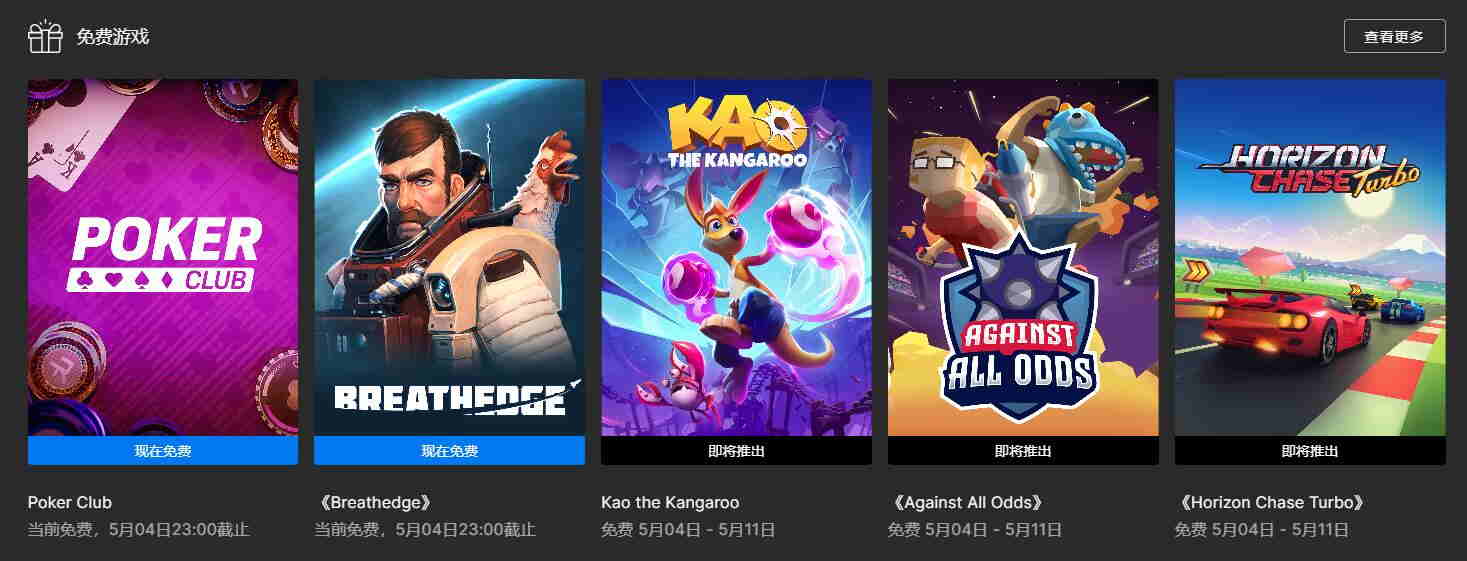 免费游戏
查看更多
POKER
CLUB
BREATHEDGE
KAO
THE KANGAROO
AGAINST
ALL ODDS
HORIZON
CHASE
Turbo
现在免费
现在免费
即将推出
即将推出
即将推出
Poker Club
《Breathedge》
Kao the Kangaroo
《Against All Odds》
《Horizon Chase Turbo》
当前免费，5月04日23:00截止
当前免费，5月04日23:00截止
免费 5月04日 - 5月11日
免费 5月04日 - 5月11日
免费 5月04日 - 5月11日